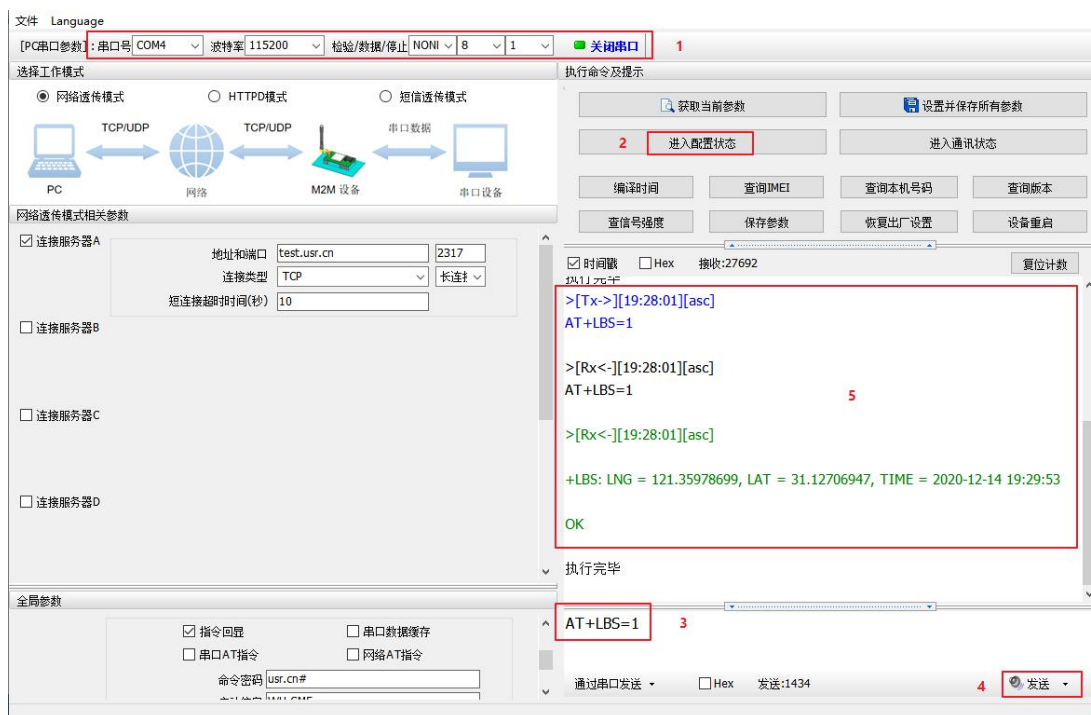 文件 Language
[PC串口参数]:串口号 COM4 波特率 115200 检验/数据/停止 NONI 8 1 关闭串口 1
选择工作模式
网络透传模式 HTTPD模式 短信透传模式
TCP/UDP TCP/UDP 串口数据
PC 网络 M2M 设备 串口设备
网络透传模式相关参数
连接服务器A
地址和端口 test.usr.cn 2317
连接类型 TCP 长连接
短连接超时时间(秒) 10
连接服务器B
连接服务器C
连接服务器D
全局参数
指令回显 串口数据缓存
串口AT指令 网络AT指令
命令密码 usr.cn#
执行命令及提示
获取当前参数 设置并保存所有参数
2 进入配置状态 进入通讯状态
编译时间 查询IMEI 查询本机号码 查询版本
查信号强度 保存参数 恢复出厂设置 设备重启
时间戳 Hex 接收:27692 复位计数
执行完毕
>[Tx->][19:28:01][asc]
AT+LBS=1
>[Rx<-][19:28:01][asc]
AT+LBS=1
5
>[Rx<-][19:28:01][asc]
+LBS: LNG = 121.35978699, LAT = 31.12706947, TIME = 2020-12-14 19:29:53
OK
执行完毕
AT+LBS=1 3
通过串口发送 Hex 发送:1434 4 发送